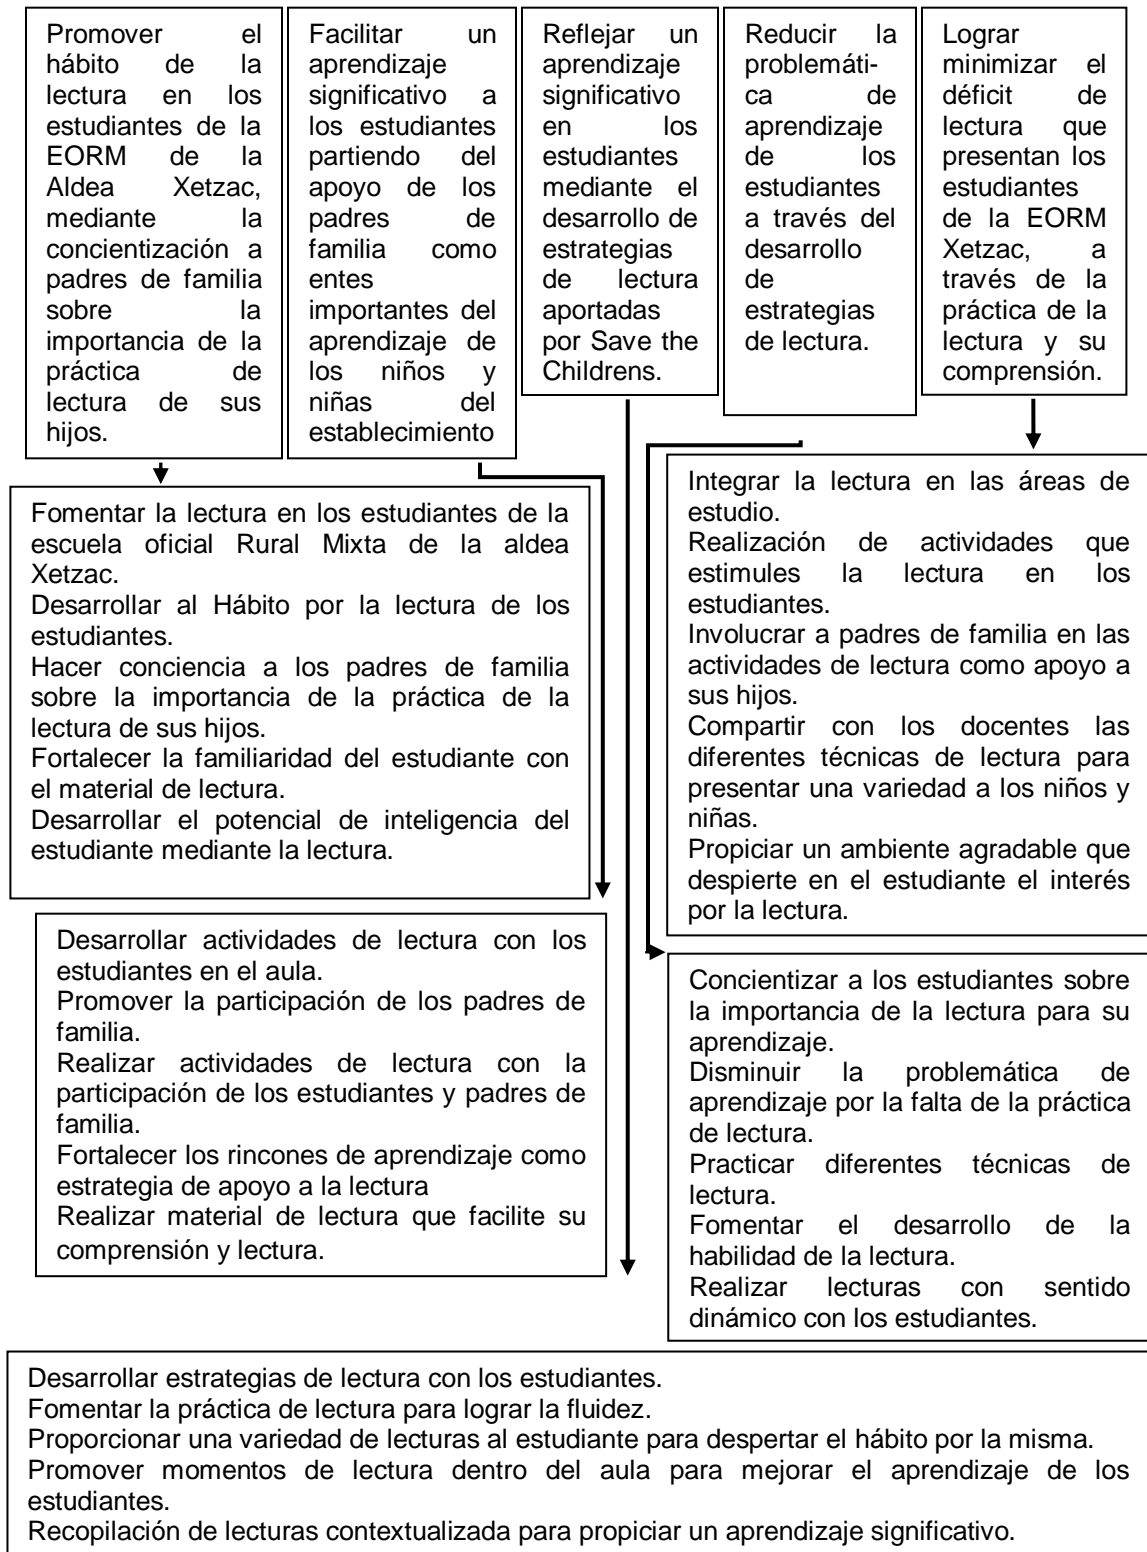 Promover el
hábito de la
lectura en los
estudiantes de la
EORM de la
Aldea Xetzac,
mediante la
concientización a
padres de familia
sobre la
importancia de la
práctica de
lectura de sus
hijos.
Facilitar un
aprendizaje
significativo a
los estudiantes
partiendo del
apoyo de los
padres de
familia como
entes
importantes del
aprendizaje de
los niños y
niñas del
establecimiento
Reflejar un
aprendizaje
significativo
en los
estudiantes
mediante el
desarrollo de
estrategias
de lectura
aportadas
por Save the
Childrens.
Reducir la
problemáti-
ca de
aprendizaje
de los
estudiantes
a través del
desarrollo
de
estrategias
de lectura.
Lograr
minimizar el
déficit de
lectura que
presentan los
estudiantes
de la EORM
Xetzac, a
través de la
práctica de la
lectura y su
comprensión.
Fomentar la lectura en los estudiantes de la
escuela oficial Rural Mixta de la aldea
Xetzac.
Desarrollar al Hábito por la lectura de los
estudiantes.
Hacer conciencia a los padres de familia
sobre la importancia de la práctica de la
lectura de sus hijos.
Fortalecer la familiaridad del estudiante con
el material de lectura.
Desarrollar el potencial de inteligencia del
estudiante mediante la lectura.
Integrar la lectura en las áreas de
estudio.
Realización de actividades que
estimules la lectura en los
estudiantes.
Involucrar a padres de familia en las
actividades de lectura como apoyo a
sus hijos.
Compartir con los docentes las
diferentes técnicas de lectura para
presentar una variedad a los niños y
niñas.
Propiciar un ambiente agradable que
despierte en el estudiante el interés
por la lectura.
Desarrollar actividades de lectura con los
estudiantes en el aula.
Promover la participación de los padres de
familia.
Realizar actividades de lectura con la
participación de los estudiantes y padres de
familia.
Fortalecer los rincones de aprendizaje como
estrategia de apoyo a la lectura
Realizar material de lectura que facilite su
comprensión y lectura.
Concientizar a los estudiantes sobre
la importancia de la lectura para su
aprendizaje.
Disminuir la problemática de
aprendizaje por la falta de la práctica
de lectura.
Practicar diferentes técnicas de
lectura.
Fomentar el desarrollo de la
habilidad de la lectura.
Realizar lecturas con sentido
dinámico con los estudiantes.
Desarrollar estrategias de lectura con los estudiantes.
Fomentar la práctica de lectura para lograr la fluidez.
Proporcionar una variedad de lecturas al estudiante para despertar el hábito por la misma.
Promover momentos de lectura dentro del aula para mejorar el aprendizaje de los
estudiantes.
Recopilación de lecturas contextualizada para propiciar un aprendizaje significativo.